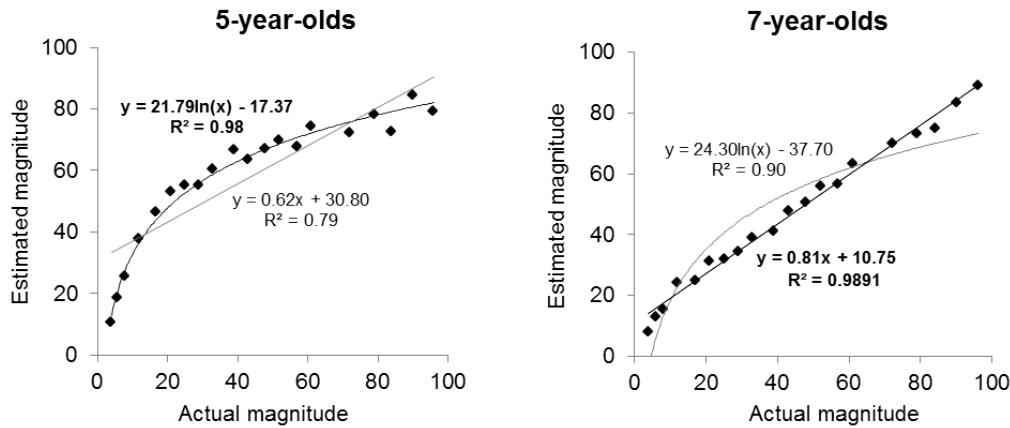 5-year-olds
100
80
60
40
20
0
0 20 40 60 80 100
Estimated magnitude
Actual magnitude
y = 21.79ln(x) - 17.37
R² = 0.98
y = 0.62x + 30.80
R² = 0.79
7-year-olds
100
80
60
40
20
0
0 20 40 60 80 100
Estimated magnitude
Actual magnitude
y = 24.30ln(x) - 37.70
R² = 0.90
y = 0.81x + 10.75
R² = 0.9891